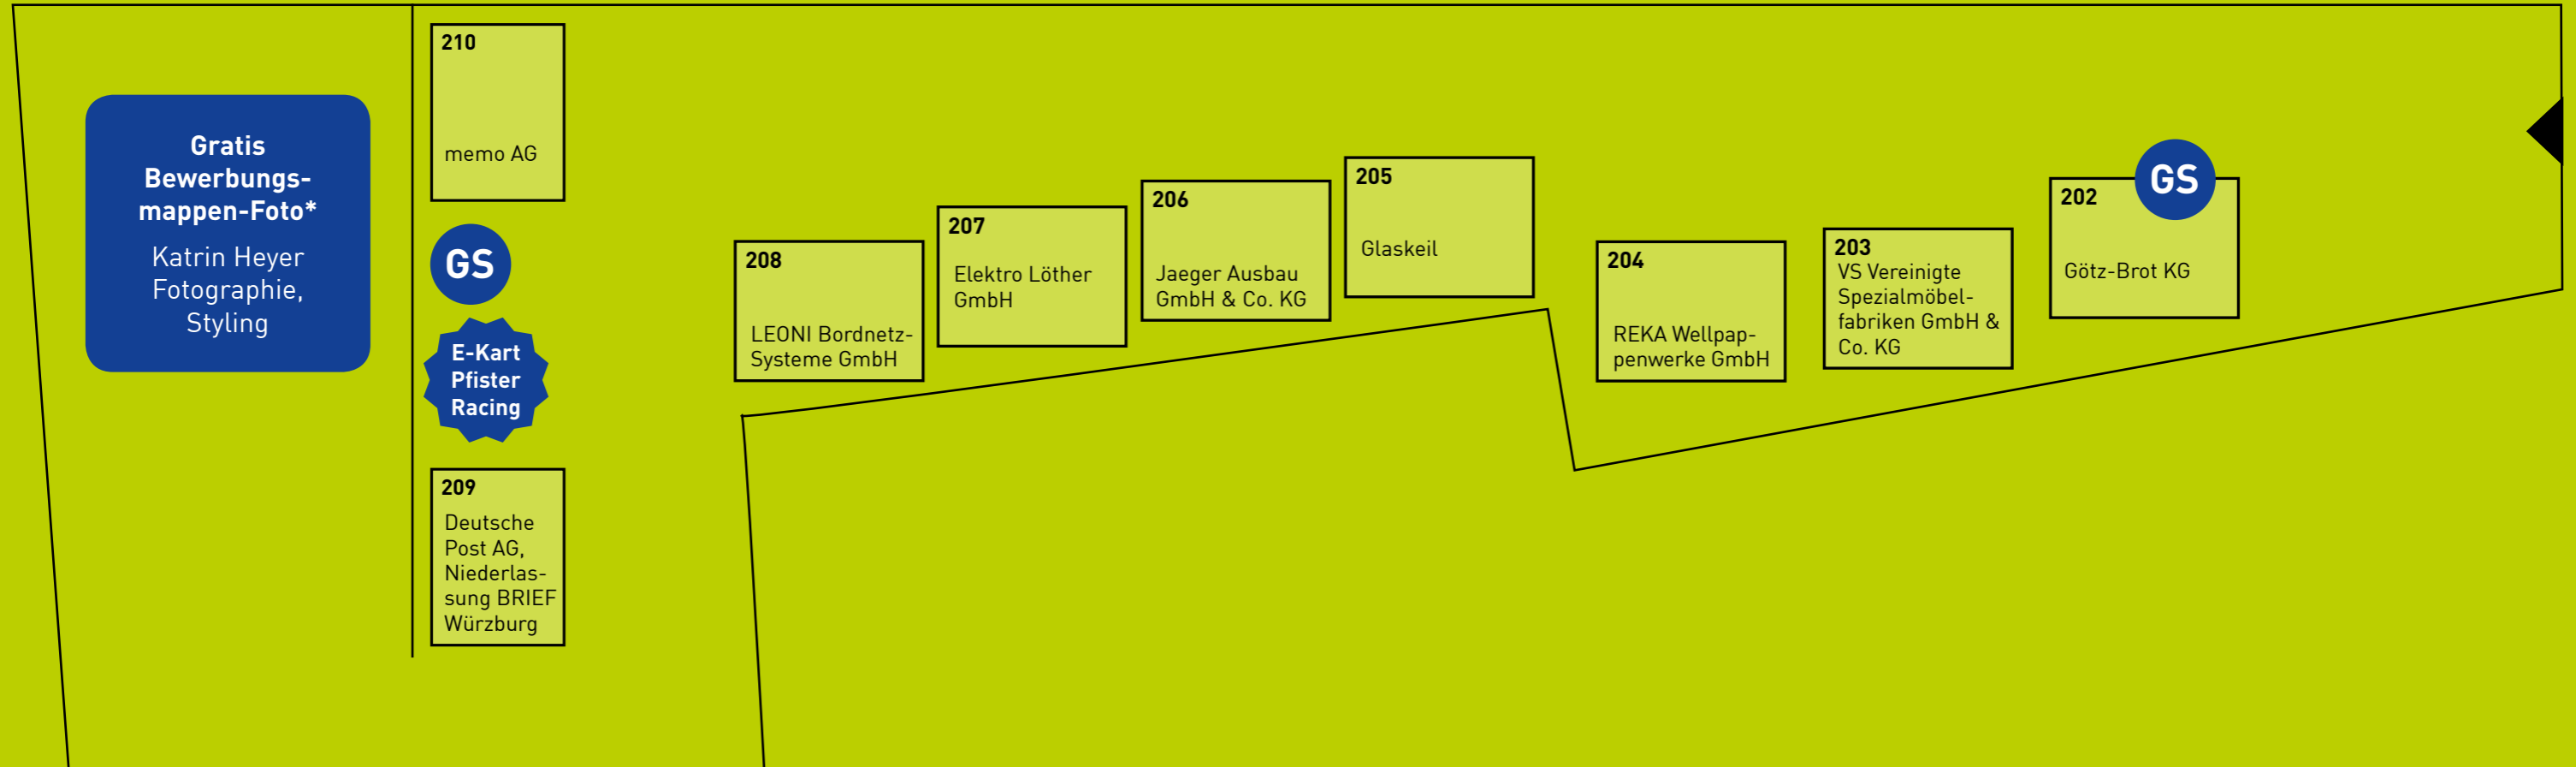 Gratis
Bewerbungs-
mappen-Foto*
Katrin Heyer
Fotographie,
Styling
210
memo AG
GS
E-Kart
Pfister
Racing
209
Deutsche
Post AG,
Niederlas-
sung BRIEF
Würzburg
208
LEONI Bordnetz-
Systeme GmbH
207
Elektro Löther
GmbH
206
Jaeger Ausbau
GmbH & Co. KG
205
Glaskeil
204
REKA Wellpap-
penwerke GmbH
203
VS Vereinigte
Spezialmöbel-
fabriken GmbH &
Co. KG
202
GS
Götz-Brot KG